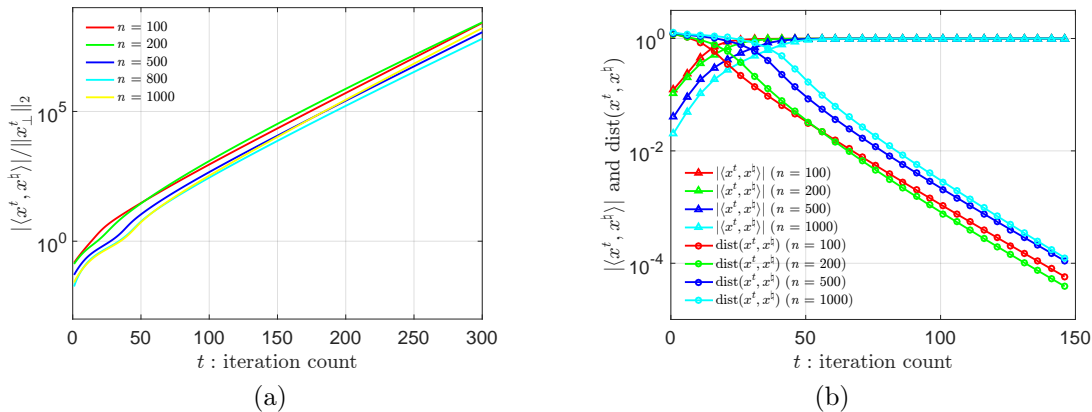 n = 100
n = 200
n = 500
n = 800
n = 1000
|⟨x^t, x^♮⟩|/||x^t_⊥||_2
10^5
10^0
0 50 100 150 200 250 300
t : iteration count
(a)
|⟨x^t, x^♮⟩| and dist(x^t, x^♮)
10^0
10^-2
10^-4
|⟨x^t, x^♮⟩| (n = 100)
|⟨x^t, x^♮⟩| (n = 200)
|⟨x^t, x^♮⟩| (n = 500)
|⟨x^t, x^♮⟩| (n = 1000)
dist(x^t, x^♮) (n = 100)
dist(x^t, x^♮) (n = 200)
dist(x^t, x^♮) (n = 500)
dist(x^t, x^♮) (n = 1000)
0 50 100 150
t : iteration count
(b)